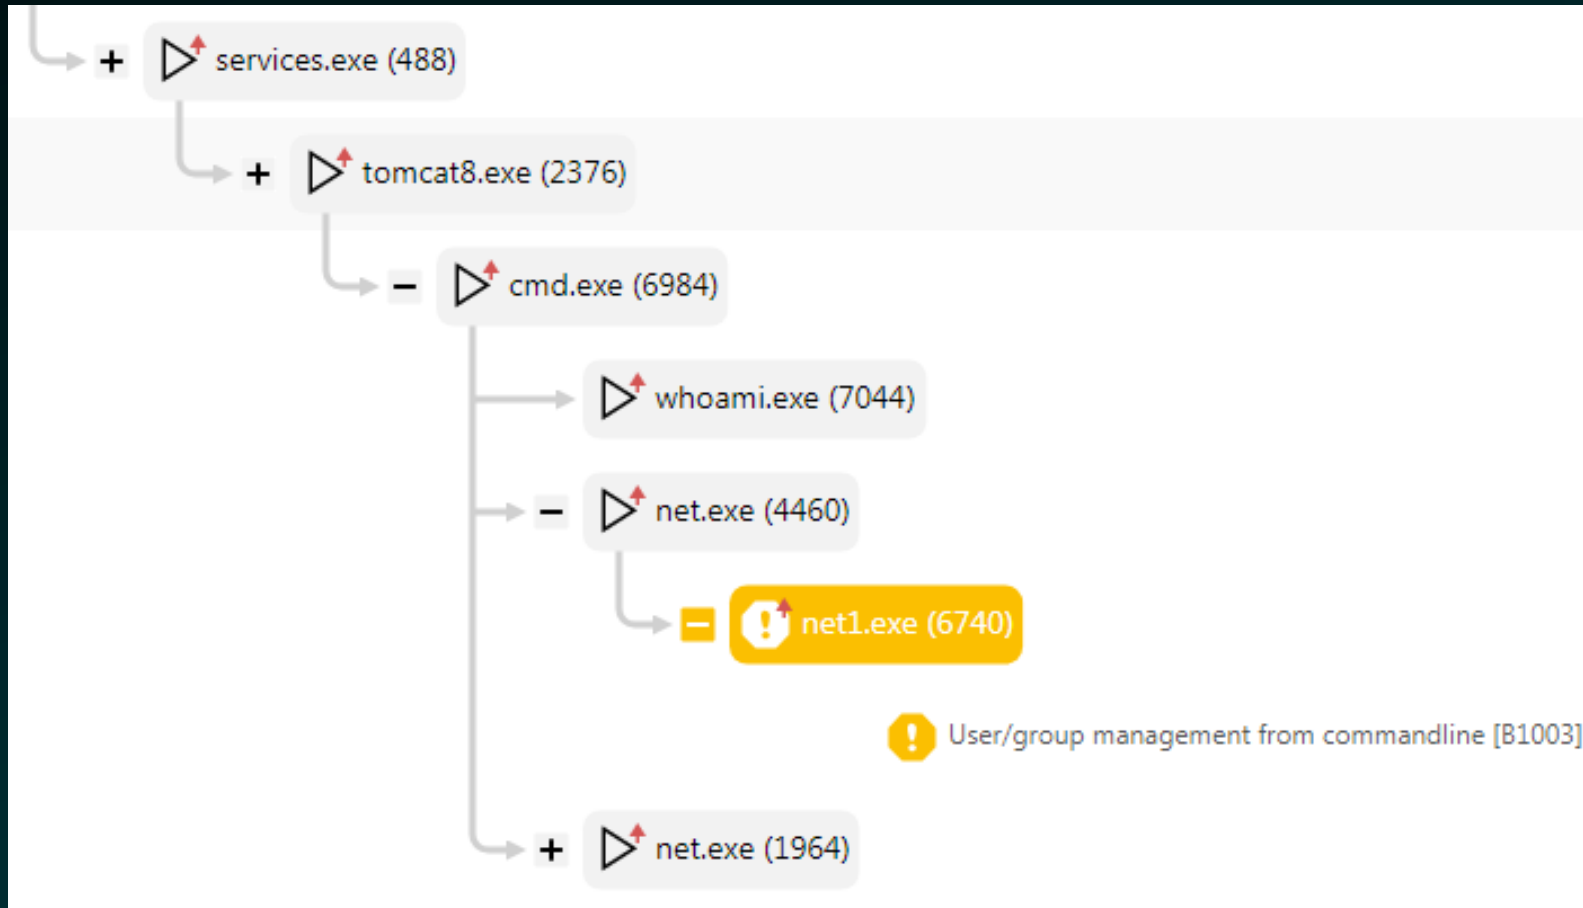 services.exe (488)
tomcat8.exe (2376)
cmd.exe (6984)
whoami.exe (7044)
net.exe (4460)
net1.exe (6740)
User/group management from commandline [B1003]
net.exe (1964)